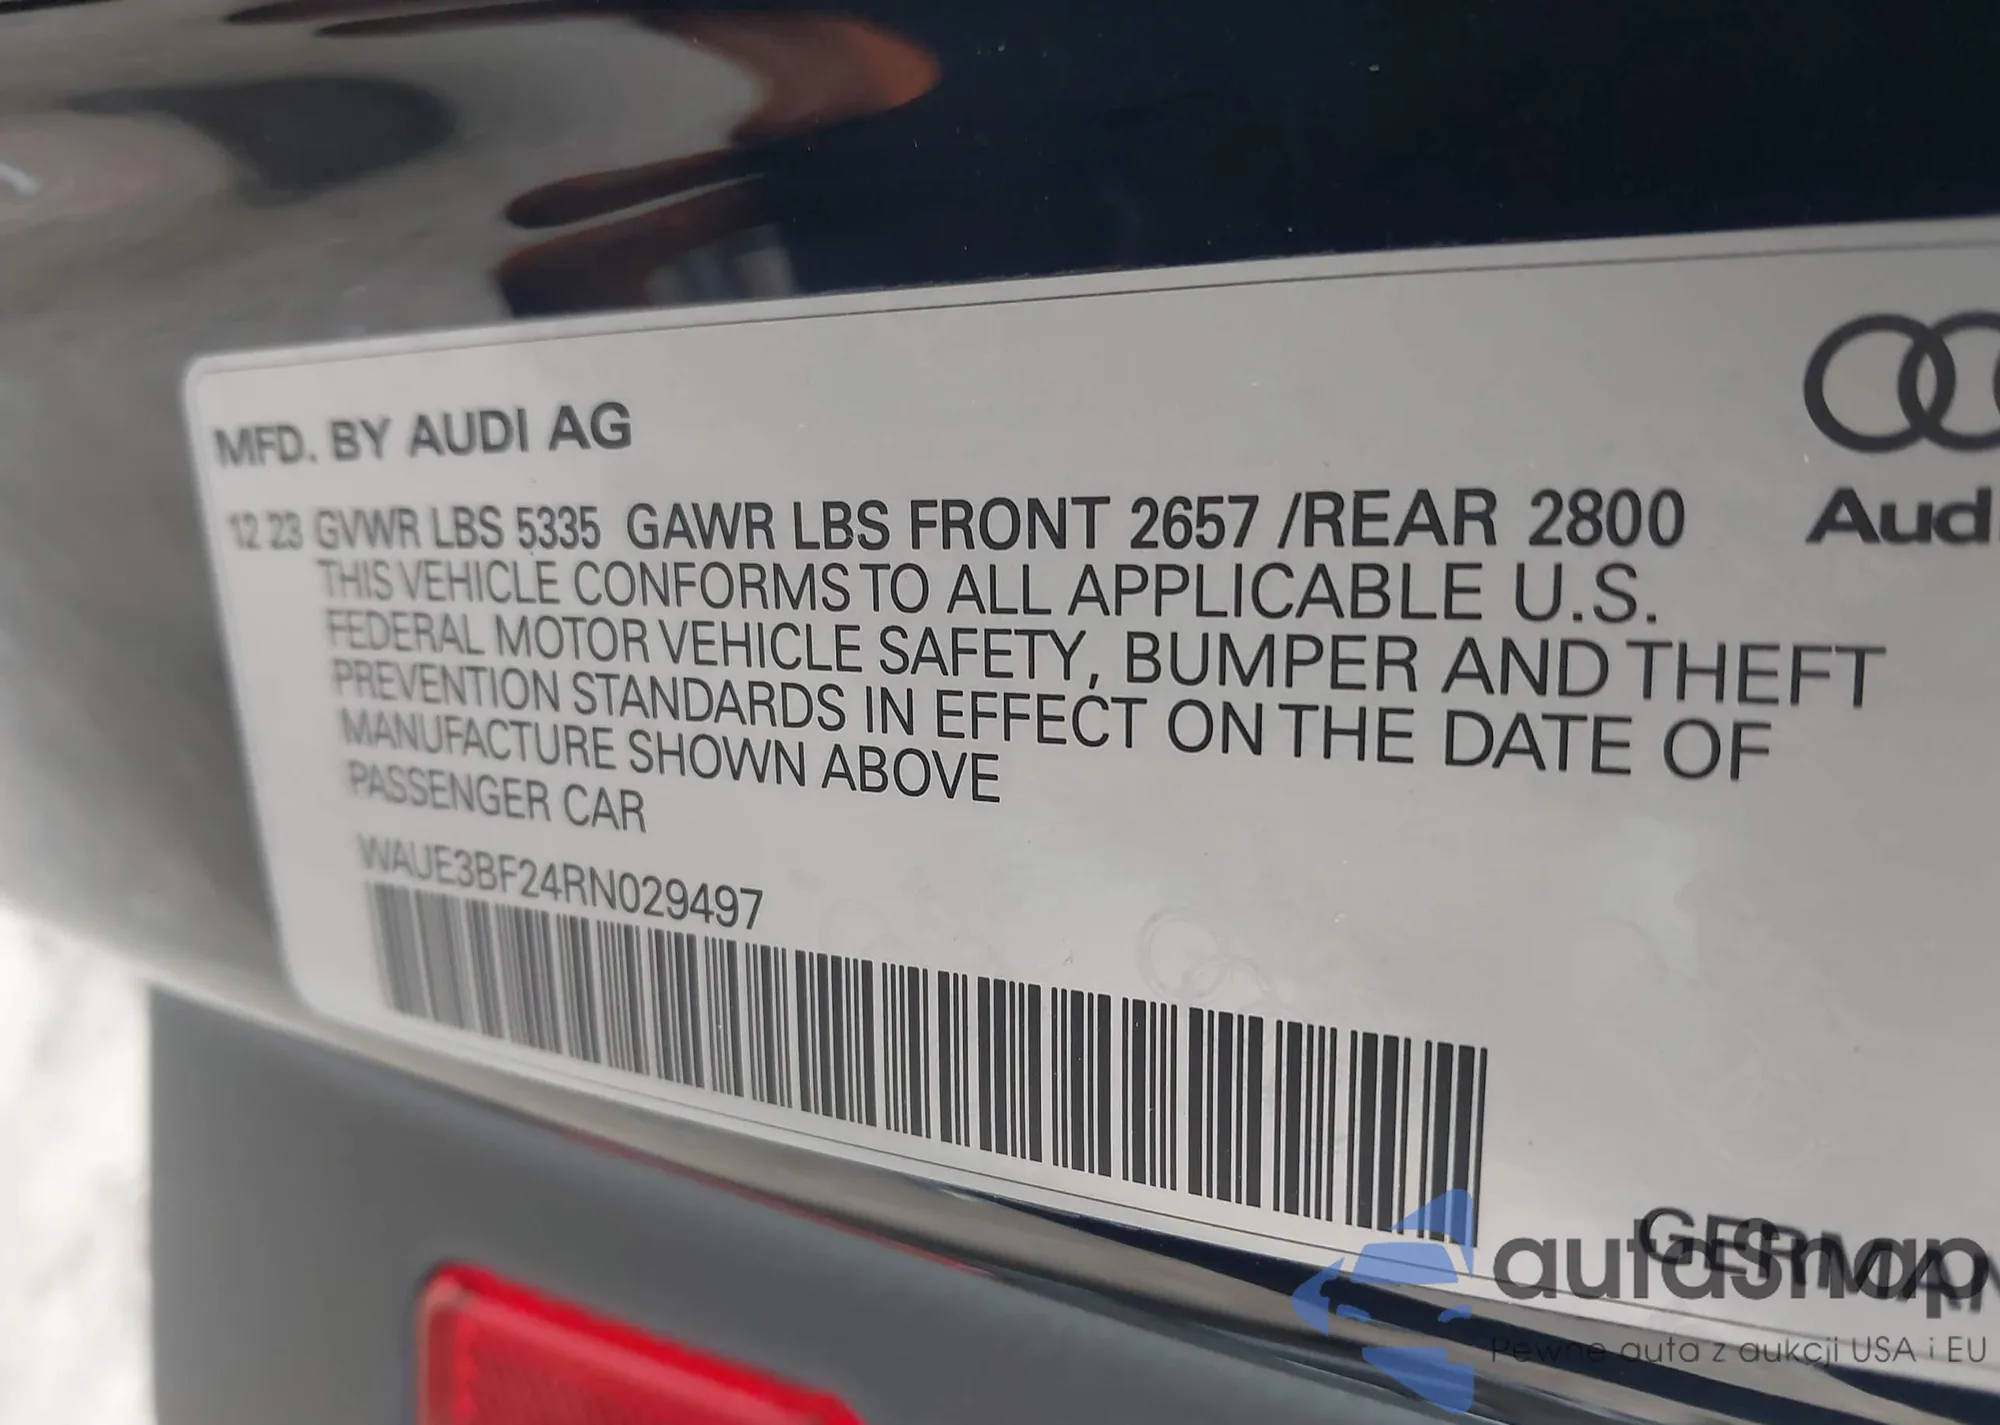 MFD. BY AUDI AG
12 23 GVWR LBS 5335 GAWR LBS FRONT 2657 /REAR 2800
THIS VEHICLE CONFORMS TO ALL APPLICABLE U.S.
FEDERAL MOTOR VEHICLE SAFETY, BUMPER AND THEFT
PREVENTION STANDARDS IN EFFECT ON THE DATE OF
MANUFACTURE SHOWN ABOVE
PASSENGER CAR
WAUE3BF24RN029497
Audi
GERMAN
autasnap
Pewne auta z aukcji USA i EU